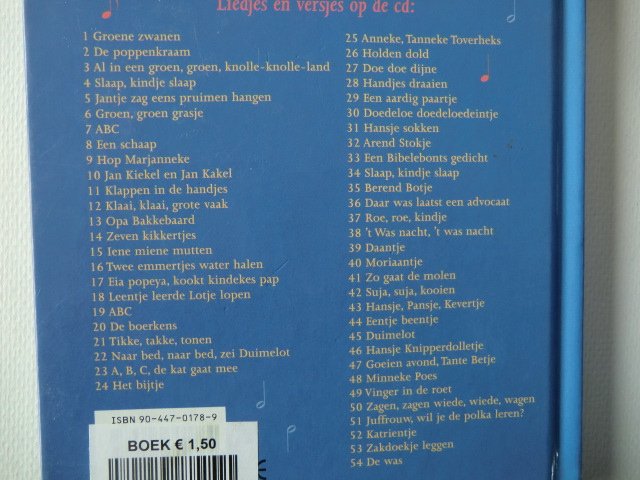 Liedjes en versjes op de cd:
1 Groene zwanen
2 De poppenkraam
3 Al in een groen, groen, knolle-knolle-land
4 Slaap, kindje slaap
5 Jantje zag eens pruimen hangen
6 Groen, groen grasje
7 ABC
8 Een schaap
9 Hop Marjanneke
10 Jan Kiekel en Jan Kakel
11 Klappen in de handjes
12 Klaai, klaai, grote vaak
13 Opa Bakkebaard
14 Zeven kikkertjes
15 Iene miene mutten
16 Twee emmertjes water halen
17 Eia popeya, kookt kindekes pap
18 Leentje leerde Lotje lopen
19 ABC
20 De boerkens
21 Tikke, takke, tonen
22 Naar bed, naar bed, zei Duimelot
23 A, B, C, de kat gaat mee
24 Het bijtje
25 Anneke, Tanneke Toverheks
26 Holden dold
27 Doe doe dijne
28 Handjes draaien
29 Een aardig paartje
30 Doedeloe doedeloedeintje
31 Hansje sokken
32 Arend Stokje
33 Een Bibelebonts gedicht
34 Slaap, kindje slaap
35 Berend Botje
36 Daar was laatst een advocaat
37 Roe, roe, kindje
38 't Was nacht, 't was nacht
39 Daantje
40 Moriaantje
41 Zo gaat de molen
42 Suja, suja, kooien
43 Hansje, Pansje, Kevertje
44 Eentje beentje
45 Duimelot
46 Hansje Knipperdolletje
47 Goeien avond, Tante Betje
48 Minneke Poes
49 Vinger in de roet
50 Zagen, zagen wiede, wiede, wagen
51 Juffrouw, wil je de polka leren?
52 Katrientje
53 Zakdoekje leggen
54 De was
ISBN 90-447-0178-9
BOEK € 1,50